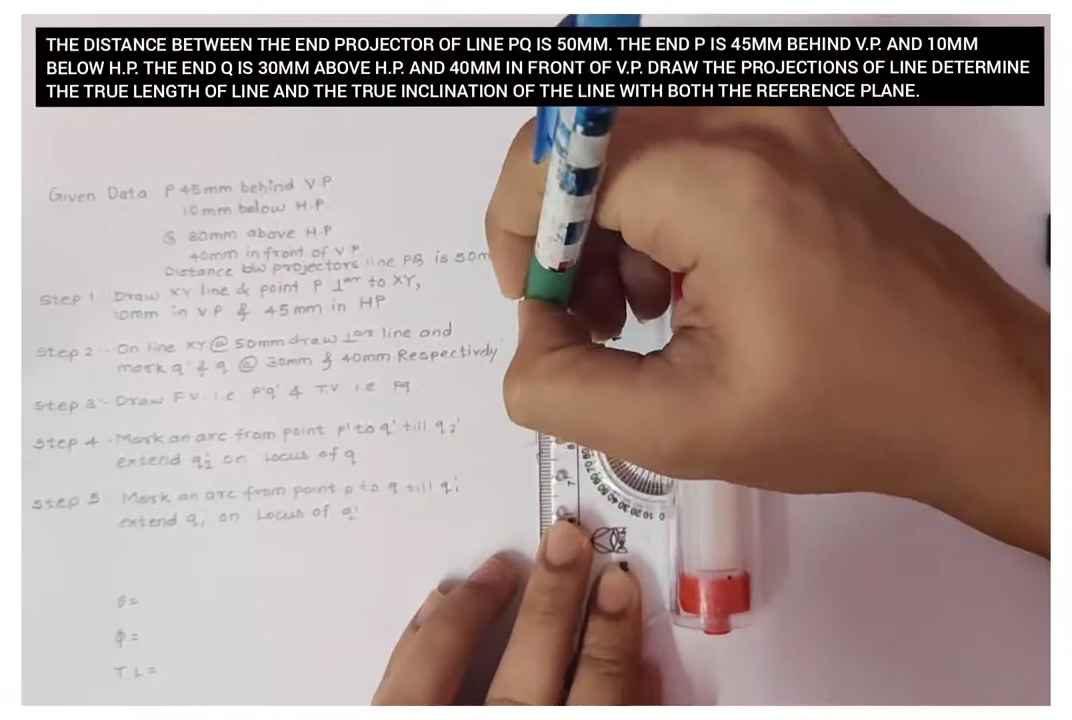 THE DISTANCE BETWEEN THE END PROJECTOR OF LINE PQ IS 50MM. THE END P IS 45MM BEHIND V.P. AND 10MM
BELOW H.P. THE END Q IS 30MM ABOVE H.P. AND 40MM IN FRONT OF V.P. DRAW THE PROJECTIONS OF LINE DETERMINE
THE TRUE LENGTH OF LINE AND THE TRUE INCLINATION OF THE LINE WITH BOTH THE REFERENCE PLANE.
Given Data P 45mm behind V P
10mm below H.P.
Q 30mm above H.P
40mm in front of V P
Distance b/w projectors line PQ is 50m
Step 1 Draw XY line & point P ⊥ar to XY,
10mm in V P & 45mm in HP
Step 2:- On line XY @ 50mm draw ⊥ar line and
mark q' & q @ 30mm & 40mm Respectively
Step 3:- Draw F V i.e P'q' & T.V i.e Pq.
Step 4 - Mark an arc from point P' to q' till q2'
extend q2' on Locus of q
Step 5 Mark an arc from point p to q till q1
extend q1 on Locus of q'
θ =
ϕ =
T L =